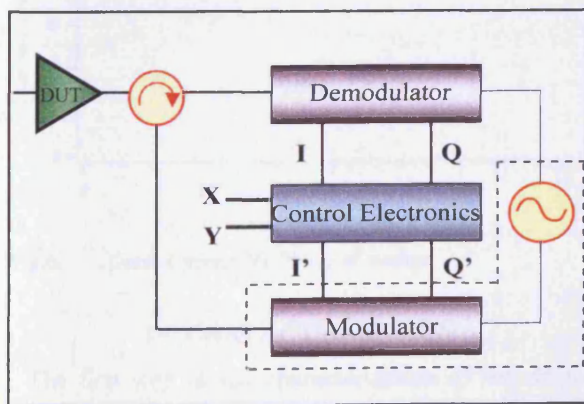 DUT
Demodulator
I
Q
X
Y
Control Electronics
I'
Q'
Modulator